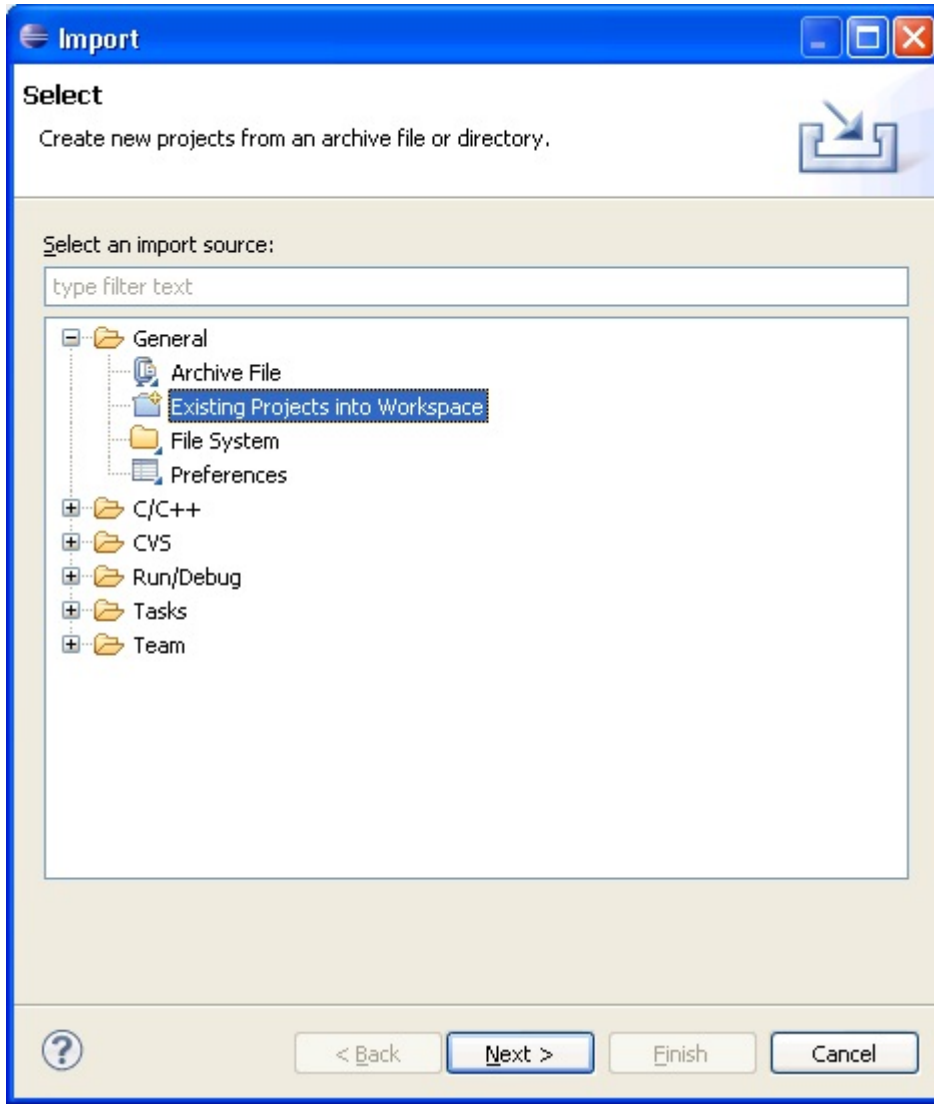 Import
Select
Create new projects from an archive file or directory.
Select an import source:
type filter text
General
Archive File
Existing Projects into Workspace
File System
Preferences
C/C++
CVS
Run/Debug
Tasks
Team
? < Back Next > Finish Cancel